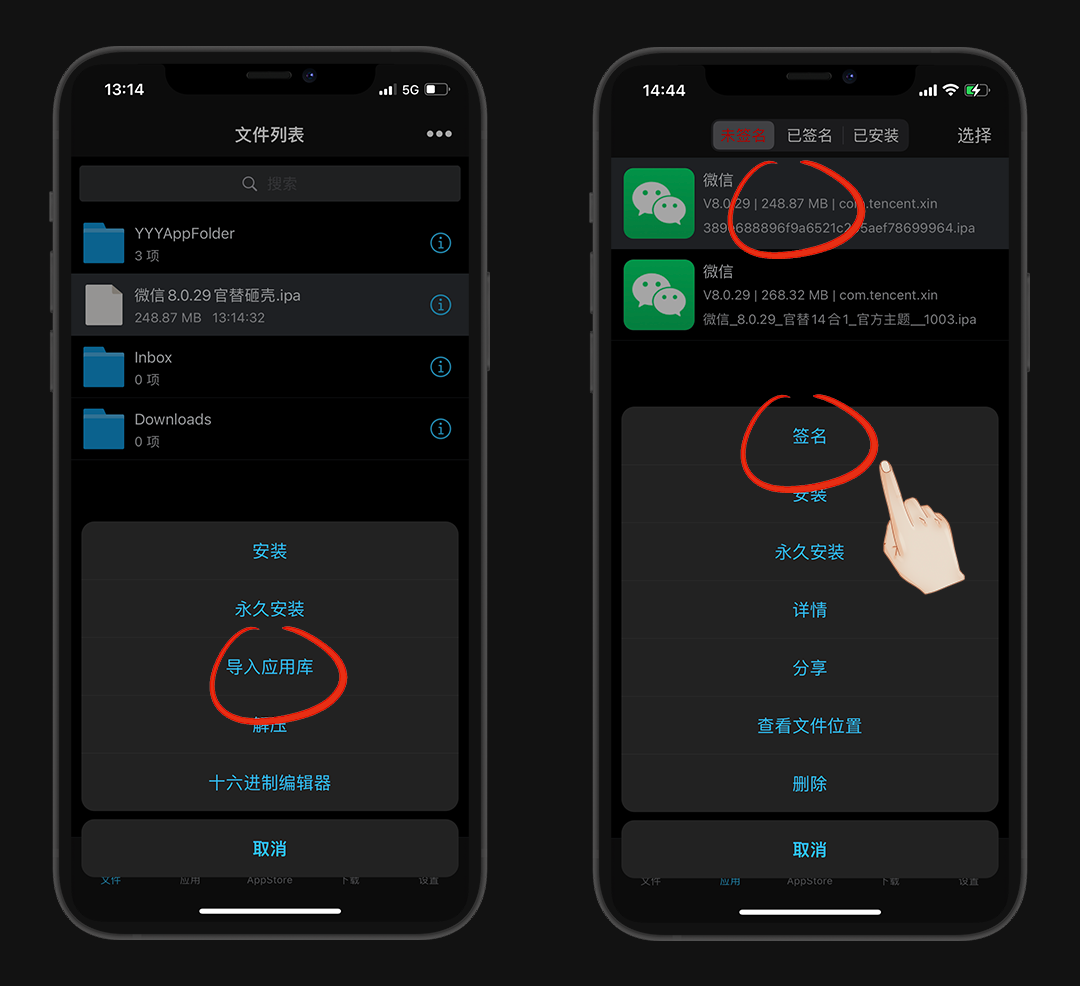 13:14
5G
文件列表
搜索
YYYAppFolder
3 项
微信8.0.29官替砸壳.ipa
248.87 MB 13:14:32
Inbox
0 项
Downloads
0 项
安装
永久安装
导入应用库
解压
十六进制编辑器
取消
文件 应用 AppStore 下载 设置
14:44
未签名 已签名 已安装 选择
微信
V8.0.29 | 248.87 MB | com.tencent.xin
微信
V8.0.29 | 268.32 MB | com.tencent.xin
微信_8.0.29_官替14合1_官方主题__1003.ipa
签名
安装
永久安装
详情
分享
查看文件位置
删除
取消
文件 应用 AppStore 下载 设置